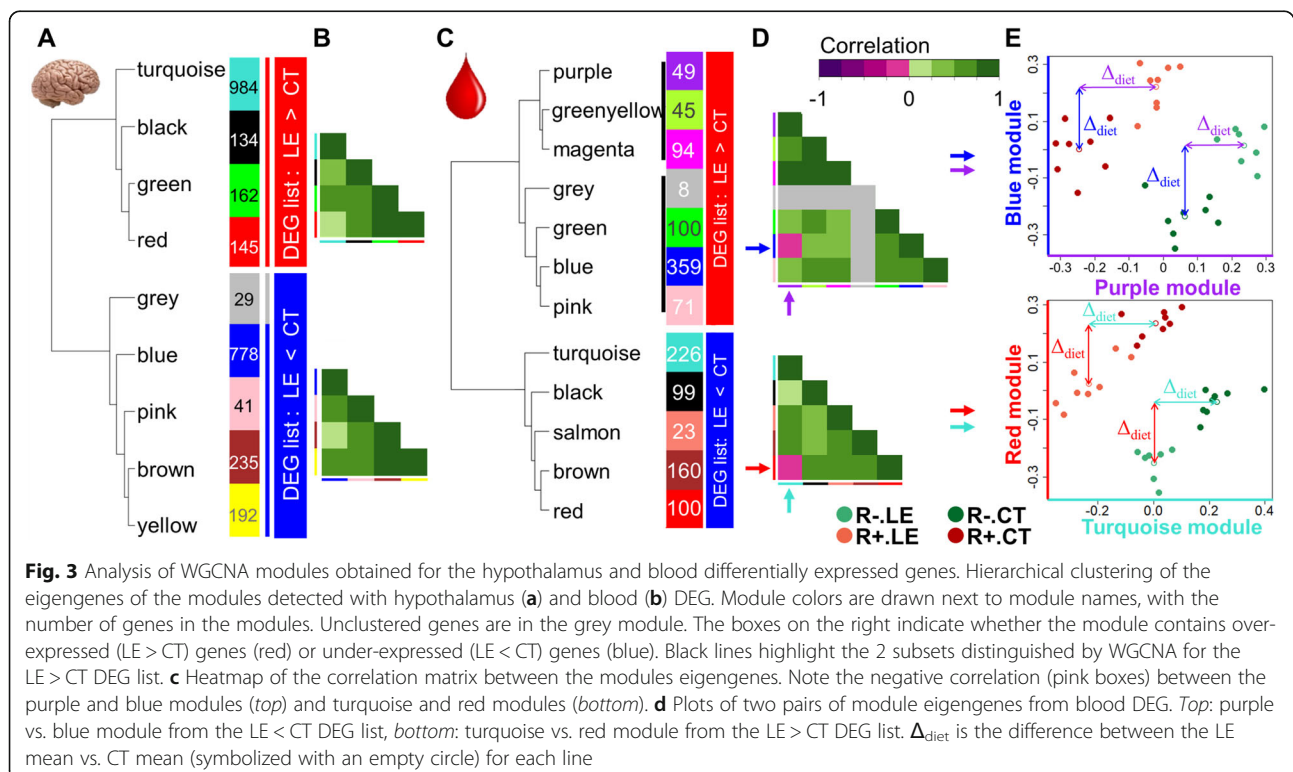 A
B
C
D
E
turquoise
984
black
134
green
162
red
145
DEG list: LE > CT
grey
29
blue
778
pink
41
brown
235
yellow
192
DEG list: LE < CT
purple
49
greenyellow
45
magenta
94
grey
8
green
100
blue
359
pink
71
DEG list: LE > CT
turquoise
226
black
99
salmon
23
brown
160
red
100
DEG list: LE < CT
Correlation
-1
0
1
Blue module
0.3
0.1
-0.1
-0.3
Δdiet
Δdiet
Δdiet
Δdiet
-0.3 -0.2 -0.1 0 0.1 0.2 0.3
Purple module
Red module
0.3
0.1
-0.1
-0.3
Δdiet
Δdiet
Δdiet
Δdiet
-0.2 0.0 0.2 0.4
Turquoise module
R-.LE R-.CT
R+.LE R+.CT
Fig. 3 Analysis of WGCNA modules obtained for the hypothalamus and blood differentially expressed genes. Hierarchical clustering of the
eigengenes of the modules detected with hypothalamus (a) and blood (b) DEG. Module colors are drawn next to module names, with the
number of genes in the modules. Unclustered genes are in the grey module. The boxes on the right indicate whether the module contains over-
expressed (LE > CT) genes (red) or under-expressed (LE < CT) genes (blue). Black lines highlight the 2 subsets distinguished by WGCNA for the
LE > CT DEG list. c Heatmap of the correlation matrix between the modules eigengenes. Note the negative correlation (pink boxes) between the
purple and blue modules (top) and turquoise and red modules (bottom). d Plots of two pairs of module eigengenes from blood DEG. Top: purple
vs. blue module from the LE < CT DEG list, bottom: turquoise vs. red module from the LE > CT DEG list. Δdiet is the difference between the LE
mean vs. CT mean (symbolized with an empty circle) for each line